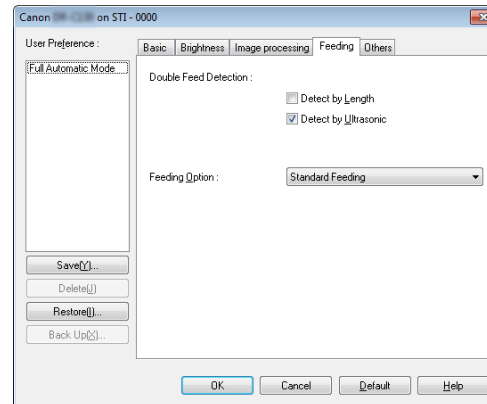 Canon on STI - 0000
User Preference :
Full Automatic Mode
Save(Y)...
Delete(J)
Restore(I)...
Back Up(X)...
Basic Brightness Image processing Feeding Others
Double Feed Detection :
Detect by Length
Detect by Ultrasonic
Feeding Option : Standard Feeding
OK Cancel Default Help